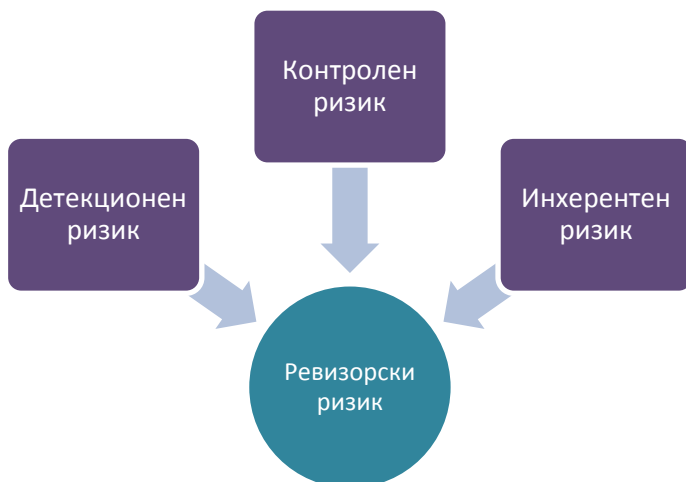 Контролен
ризик
Детекционен
ризик
Инхерентен
ризик
Ревизорски
ризик